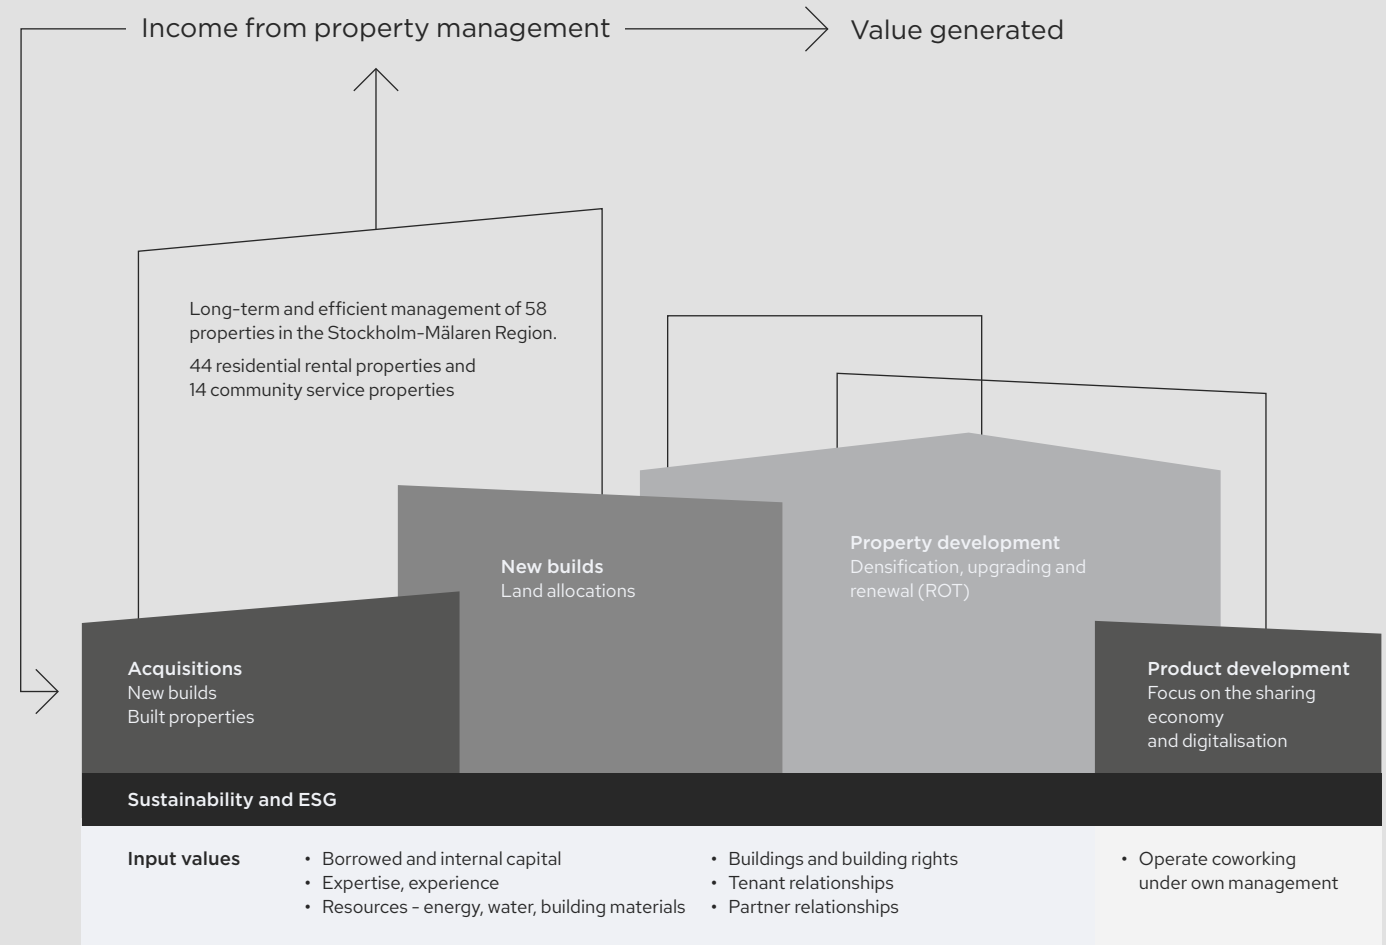 Income from property management
Value generated
Long-term and efficient management of 58
properties in the Stockholm-Mälaren Region.
44 residential rental properties and
14 community service properties
New builds
Land allocations
Property development
Densification, upgrading and
renewal (ROT)
Acquisitions
New builds
Built properties
Product development
Focus on the sharing
economy
and digitalisation
Sustainability and ESG
Input values
• Borrowed and internal capital
• Expertise, experience
• Resources - energy, water, building materials
• Buildings and building rights
• Tenant relationships
• Partner relationships
• Operate coworking
under own management